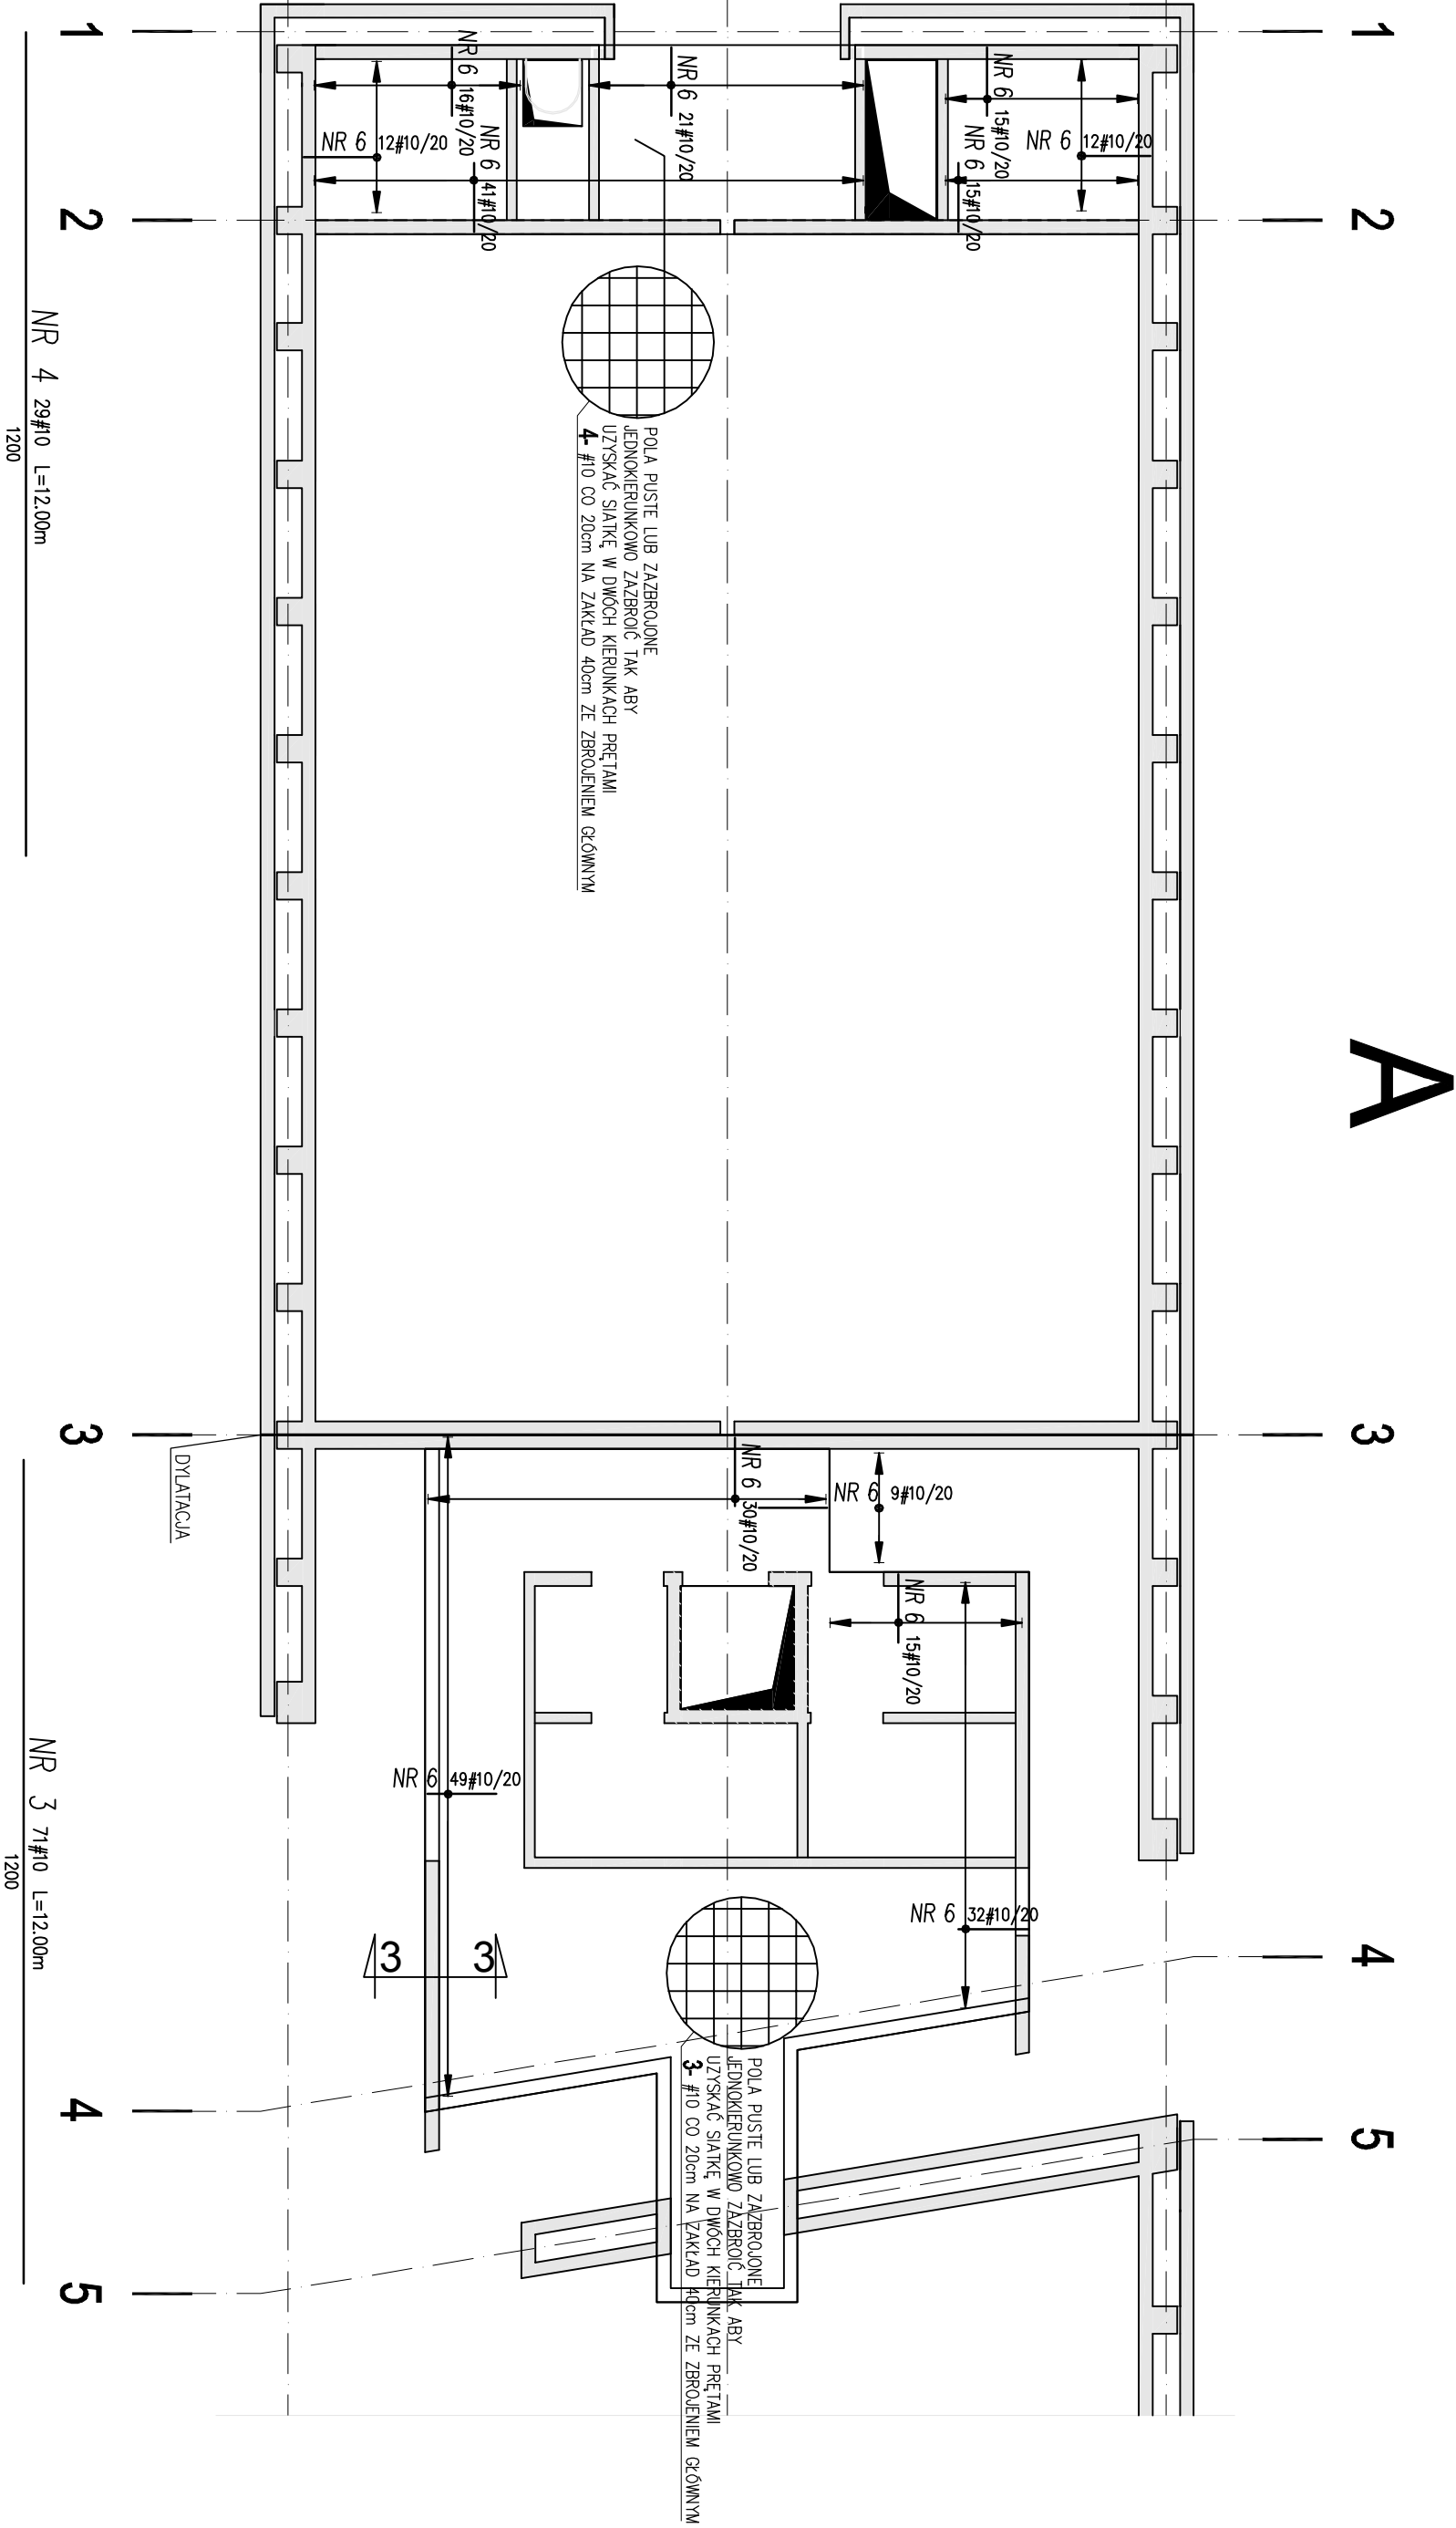 1
1
NR 6 16#10/20
NR 6 21#10/20
NR 6 15#10/20
NR 6 12#10/20
NR 6 12#10/20
NR 6 41#10/20
NR 6 15#10/20
2
2
NR 4 29#10 L=12.00m
1200
POLA PUSTE LUB ZAZBROJONE
JEDNOKIERUNKOWO ZAZBROIĆ TAK ABY
UZYSKAĆ SIATKĘ W DWÓCH KIERUNKACH PRĘTAMI
4- #10 CO 20cm NA ZAKŁAD 40cm ZE ZBROJENIEM GŁÓWNYM
A
3
3
DYLATACJA
NR 6 30#10/20
NR 6 9#10/20
NR 6 15#10/20
NR 6 49#10/20
NR 6 32#10/20
NR 3 71#10 L=12.00m
1200
3 3
4
4
POLA PUSTE LUB ZAZBROJONE
JEDNOKIERUNKOWO ZAZBROIĆ TAK ABY
UZYSKAĆ SIATKĘ W DWÓCH KIERUNKACH PRĘTAMI
3- #10 CO 20cm NA ZAKŁAD 40cm ZE ZBROJENIEM GŁÓWNYM
5
5